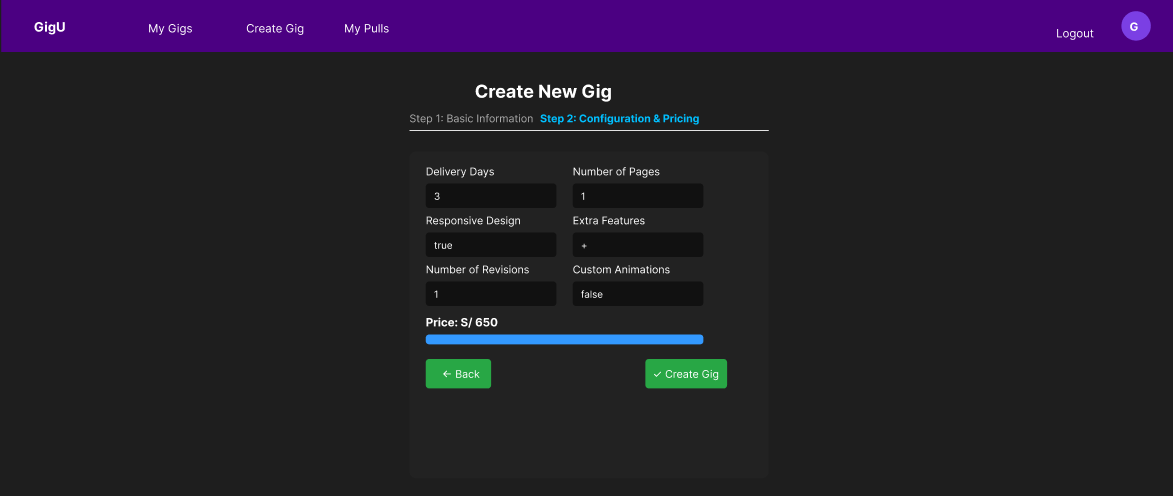 GigU My Gigs Create Gig My Pulls Logout G
Create New Gig
Step 1: Basic Information Step 2: Configuration & Pricing
Delivery Days Number of Pages
3 1
Responsive Design Extra Features
true +
Number of Revisions Custom Animations
1 false
Price: S/ 650
← Back ✓ Create Gig